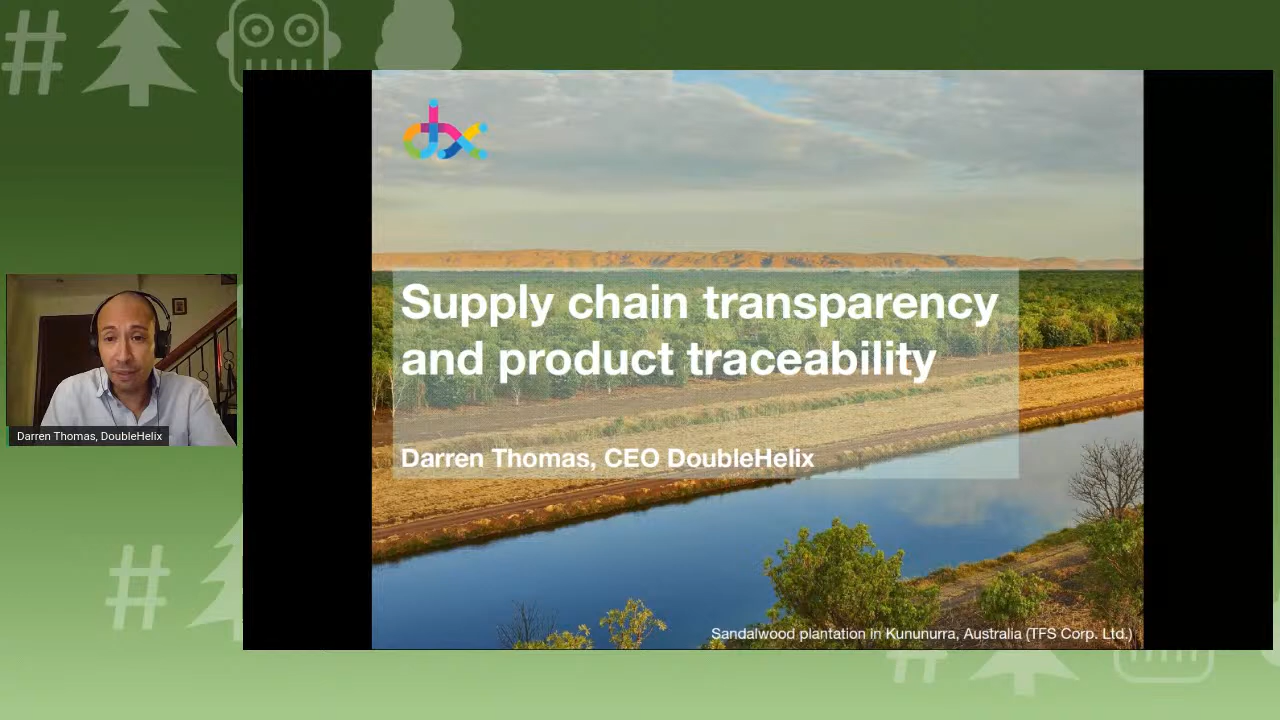 dbx
Supply chain transparency
and product traceability
Darren Thomas, CEO DoubleHelix
Darren Thomas, DoubleHelix
Sandalwood plantation in Kununurra, Australia (TFS Corp. Ltd.)